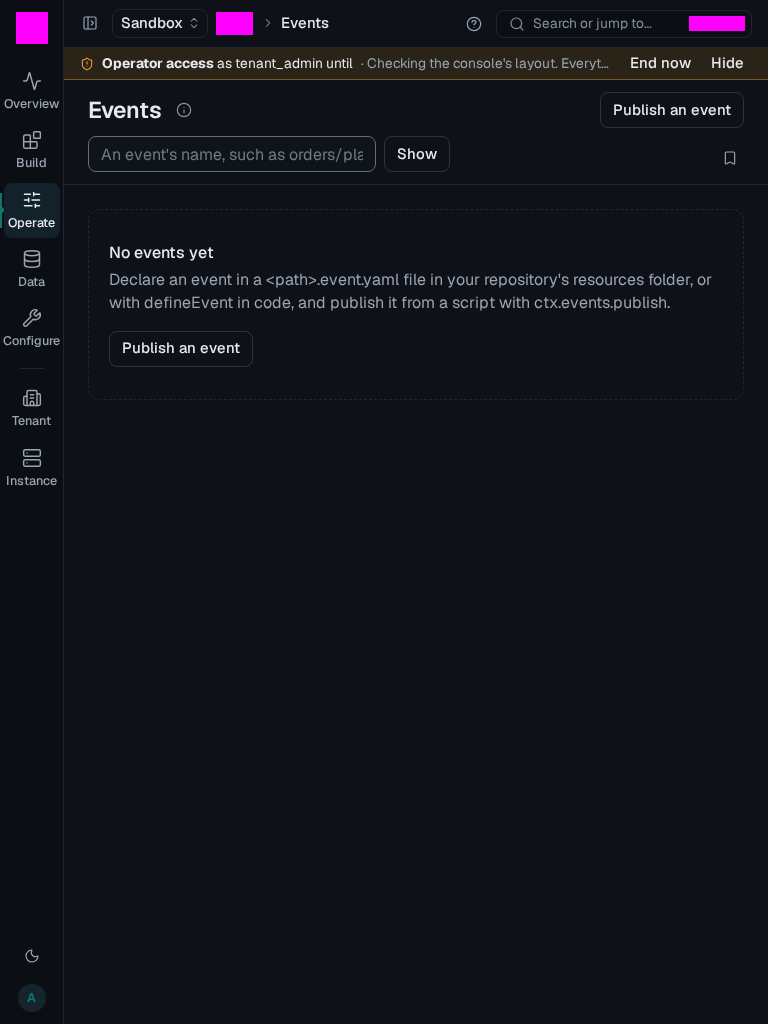 Sandbox
Events
Search or jump to...
Operator access as tenant_admin until · Checking the console's layout. Everyt...
End now
Hide
Overview
Build
Operate
Data
Configure
Tenant
Instance
A
Events
Publish an event
An event's name, such as orders/pla
Show
No events yet
Declare an event in a <path>.event.yaml file in your repository's resources folder, or
with defineEvent in code, and publish it from a script with ctx.events.publish.
Publish an event